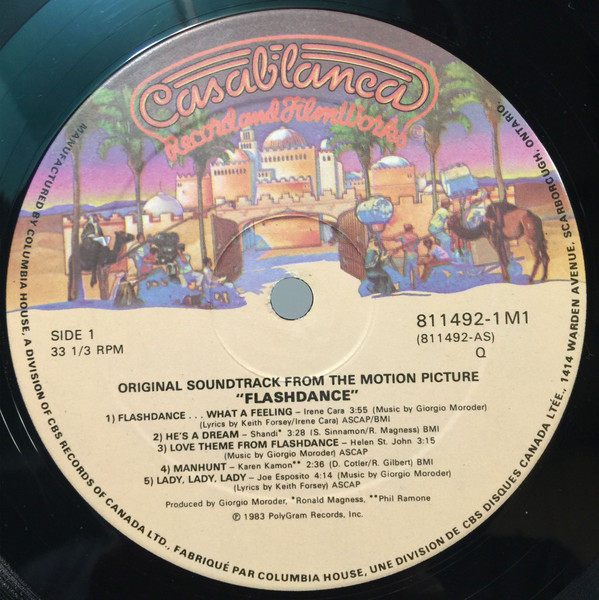 Casablanca
Record and FilmWorks
SIDE 1
33 1/3 RPM
811492-1 M1
(811492-AS)
Q
ORIGINAL SOUNDTRACK FROM THE MOTION PICTURE
"FLASHDANCE"
1) FLASHDANCE . . . WHAT A FEELING – Irene Cara 3:55 (Music by Giorgio Moroder)
(Lyrics by Keith Forsey/Irene Cara) ASCAP/BMI
2) HE'S A DREAM – Shandi* 3:28 (S. Sinnamon/R. Magness) BMI
3) LOVE THEME FROM FLASHDANCE – Helen St. John 3:15
(Music by Giorgio Moroder) ASCAP
4) MANHUNT – Karen Kamon** 2:36 (D. Cotler/R. Gilbert) BMI
5) LADY, LADY, LADY – Joe Esposito 4:14 (Music by Giorgio Moroder)
(Lyrics by Keith Forsey) ASCAP
Produced by Giorgio Moroder, *Ronald Magness, **Phil Ramone
℗ 1983 PolyGram Records, Inc.
MANUFACTURED BY COLUMBIA HOUSE, A DIVISION OF CBS RECORDS OF CANADA LTD., FABRIQUÉ PAR COLUMBIA HOUSE, UNE DIVISION DE CBS DISQUES CANADA LTÉE., 1414 WARDEN AVENUE, SCARBOROUGH, ONTARIO